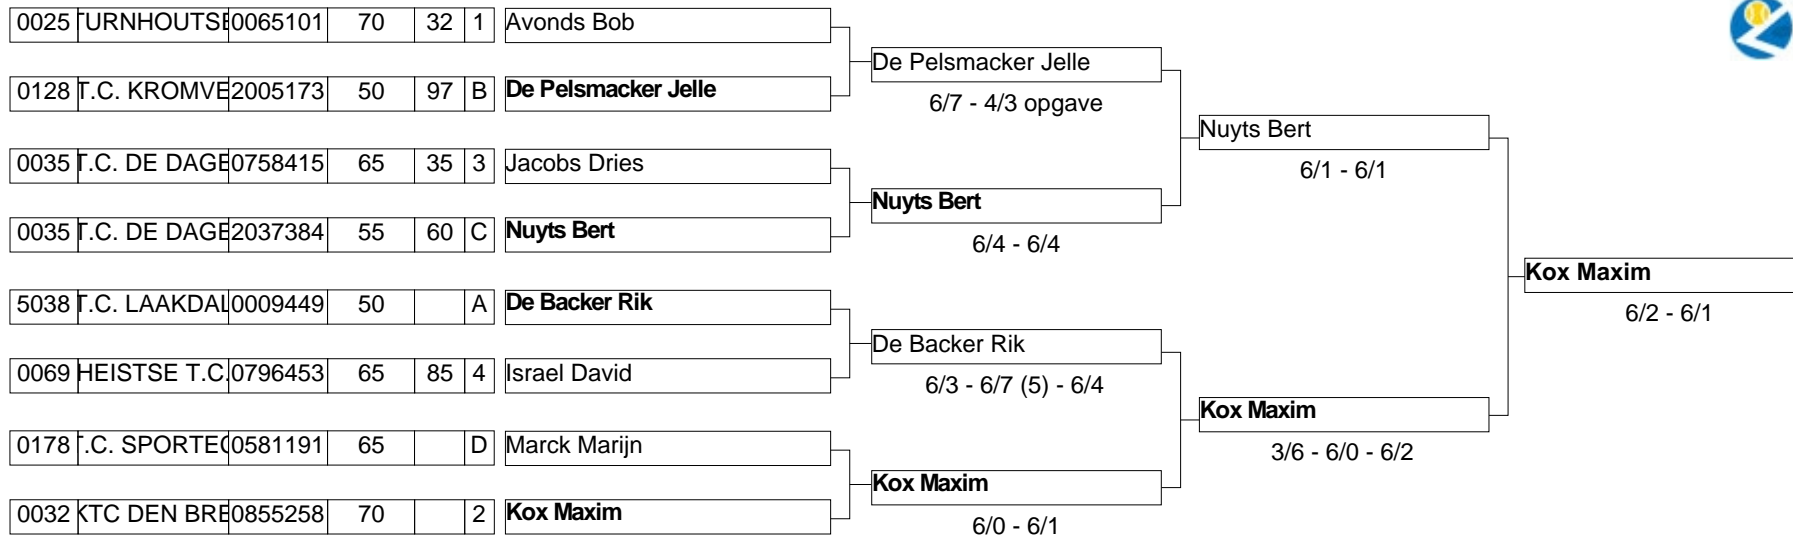 0025 TURNHOUTSE 0065101 70 32 1 Avonds Bob
De Pelsmacker Jelle
0128 T.C. KROMVE 2005173 50 97 B De Pelsmacker Jelle
6/7 - 4/3 opgave
Nuyts Bert
0035 T.C. DE DAGE 0758415 65 35 3 Jacobs Dries
6/1 - 6/1
Nuyts Bert
0035 T.C. DE DAGE 2037384 55 60 C Nuyts Bert
6/4 - 6/4
Kox Maxim
5038 T.C. LAAKDAL 0009449 50 A De Backer Rik
6/2 - 6/1
De Backer Rik
0069 HEISTSE T.C. 0796453 65 85 4 Israel David
6/3 - 6/7 (5) - 6/4
Kox Maxim
0178 T.C. SPORTEC 0581191 65 D Marck Marijn
3/6 - 6/0 - 6/2
Kox Maxim
0032 KTC DEN BRE 0855258 70 2 Kox Maxim
6/0 - 6/1